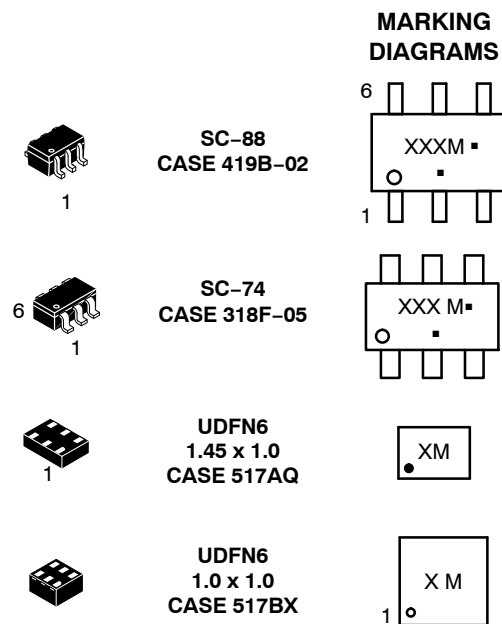 MARKING
DIAGRAMS
6
XXXM ▪
▪
1
SC−88
CASE 419B−02
1
SC−74
CASE 318F−05
6
1
XXX M▪
▪
UDFN6
1.45 x 1.0
CASE 517AQ
1
XM
UDFN6
1.0 x 1.0
CASE 517BX
X M
1